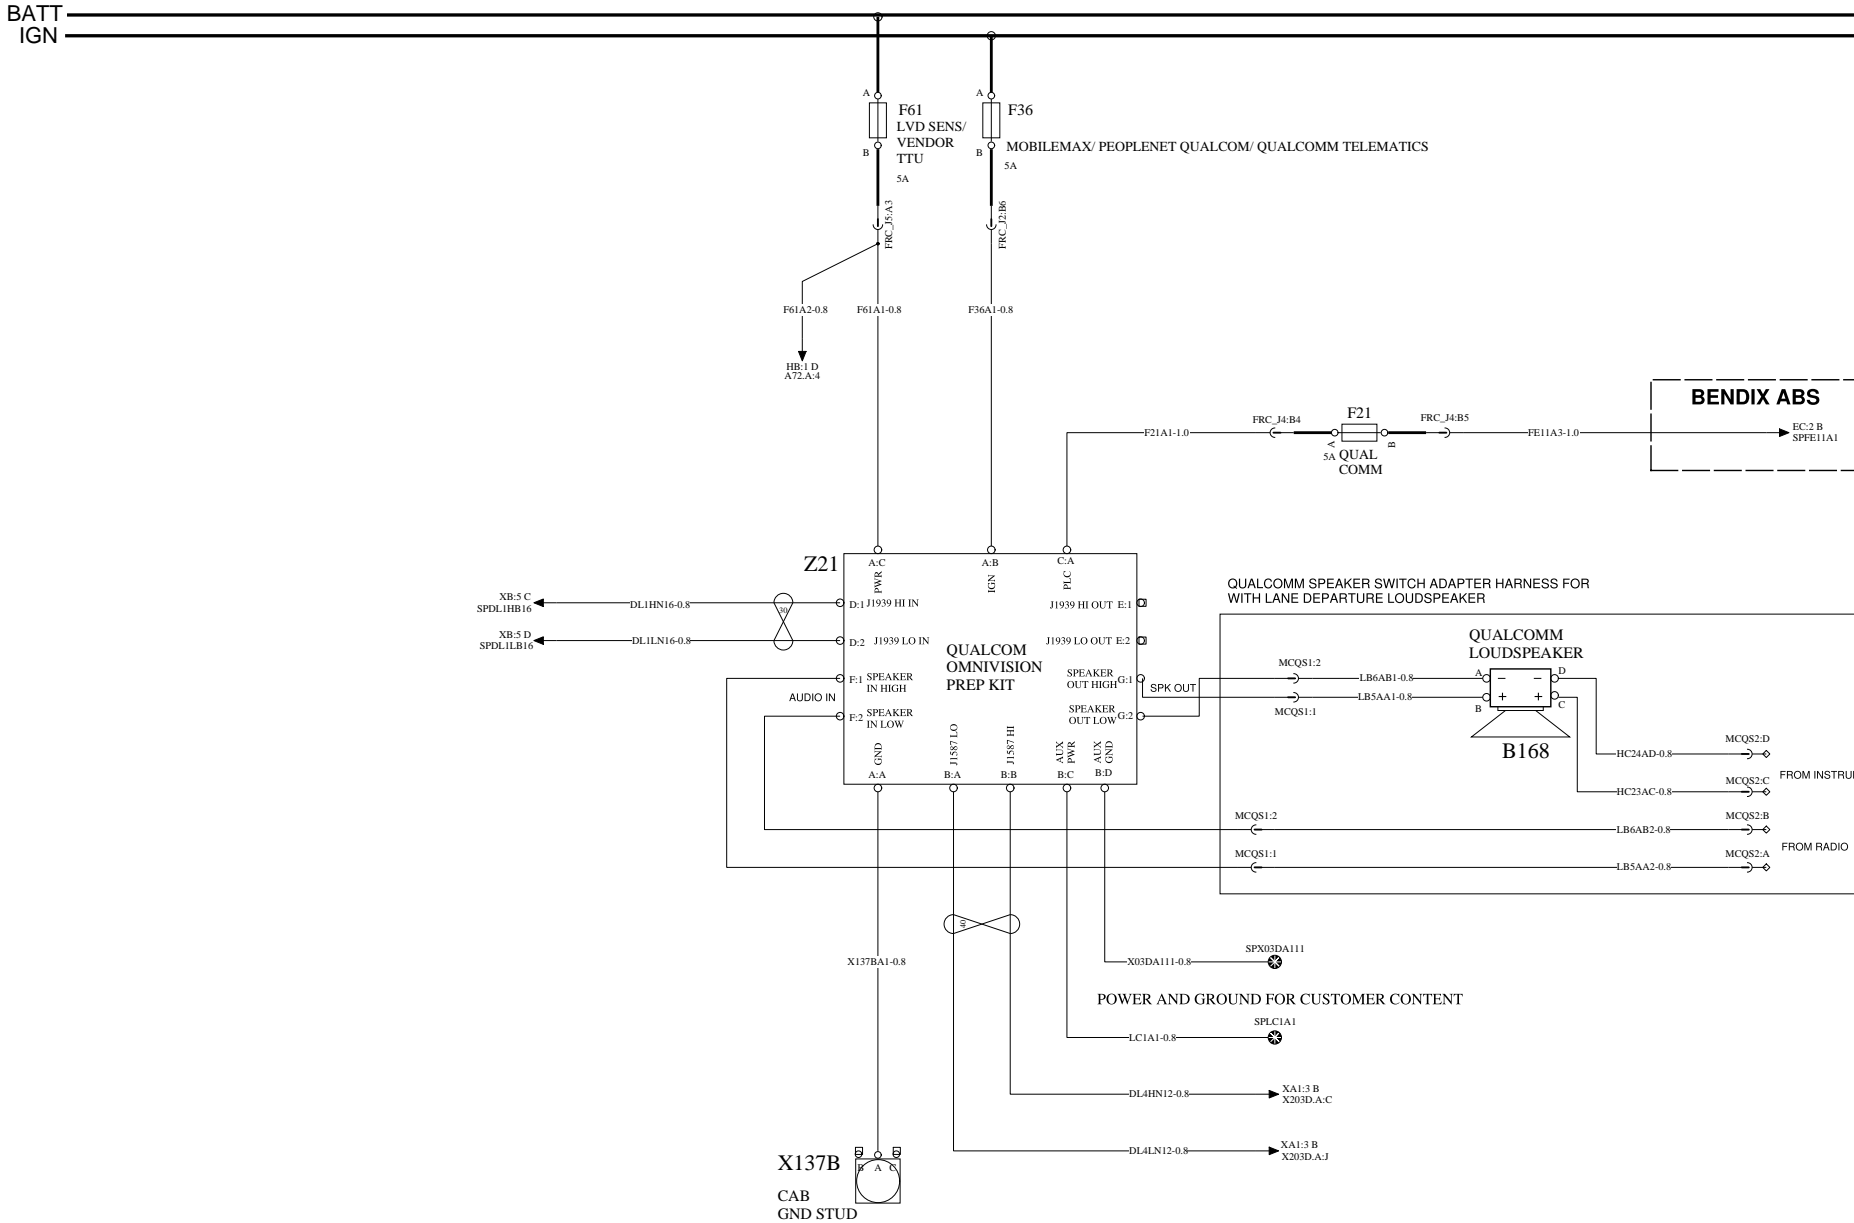 BATT
IGN
A
F61
LVD SENS/
VENDOR
TTU
B
5A
A
F36
B
MOBILEMAX/ PEOPLENET QUALCOM/ QUALCOMM TELEMATICS
5A
FRC_J5:A3
FRC_J2:B6
F61A2-0.8
F61A1-0.8
F36A1-0.8
HB:1 D
A72.A:4
BENDIX ABS
F21A1-1.0
FRC_J4:B4
F21
A
B
5A QUAL
COMM
FRC_J4:B5
FE11A3-1.0
EC:2 B
SPFE11A1
Z21
A:C
PWR
A:B
IGN
C:A
PLC
XB:5 C
SPDL1HB16
DL1HN16-0.8
30
D:1 J1939 HI IN
J1939 HI OUT E:1
XB:5 D
SPDL1LB16
DL1LN16-0.8
D:2 J1939 LO IN
J1939 LO OUT E:2
QUALCOM
OMNIVISION
PREP KIT
F:1 SPEAKER
IN HIGH
AUDIO IN
F:2 SPEAKER
IN LOW
SPEAKER
OUT HIGH G:1
SPK OUT
SPEAKER
OUT LOW G:2
GND
A:A
J1587 LO
B:A
J1587 HI
B:B
AUX
PWR
B:C
AUX
GND
B:D
QUALCOMM SPEAKER SWITCH ADAPTER HARNESS FOR
WITH LANE DEPARTURE LOUDSPEAKER
QUALCOMM
LOUDSPEAKER
MCQS1:2
LB6AB1-0.8
A
D
LB5AA1-0.8
MCQS1:1
B
C
B168
HC24AD-0.8
MCQS2:D
FROM INSTRU
HC23AC-0.8
MCQS2:C
MCQS1:2
LB6AB2-0.8
MCQS2:B
FROM RADIO
MCQS1:1
LB5AA2-0.8
MCQS2:A
40
X137BA1-0.8
X03DA111-0.8
SPX03DA111
POWER AND GROUND FOR CUSTOMER CONTENT
LC1A1-0.8
SPLC1A1
DL4HN12-0.8
XA1:3 B
X203D.A:C
DL4LN12-0.8
XA1:3 B
X203D.A:J
X137B
B A C
CAB
GND STUD